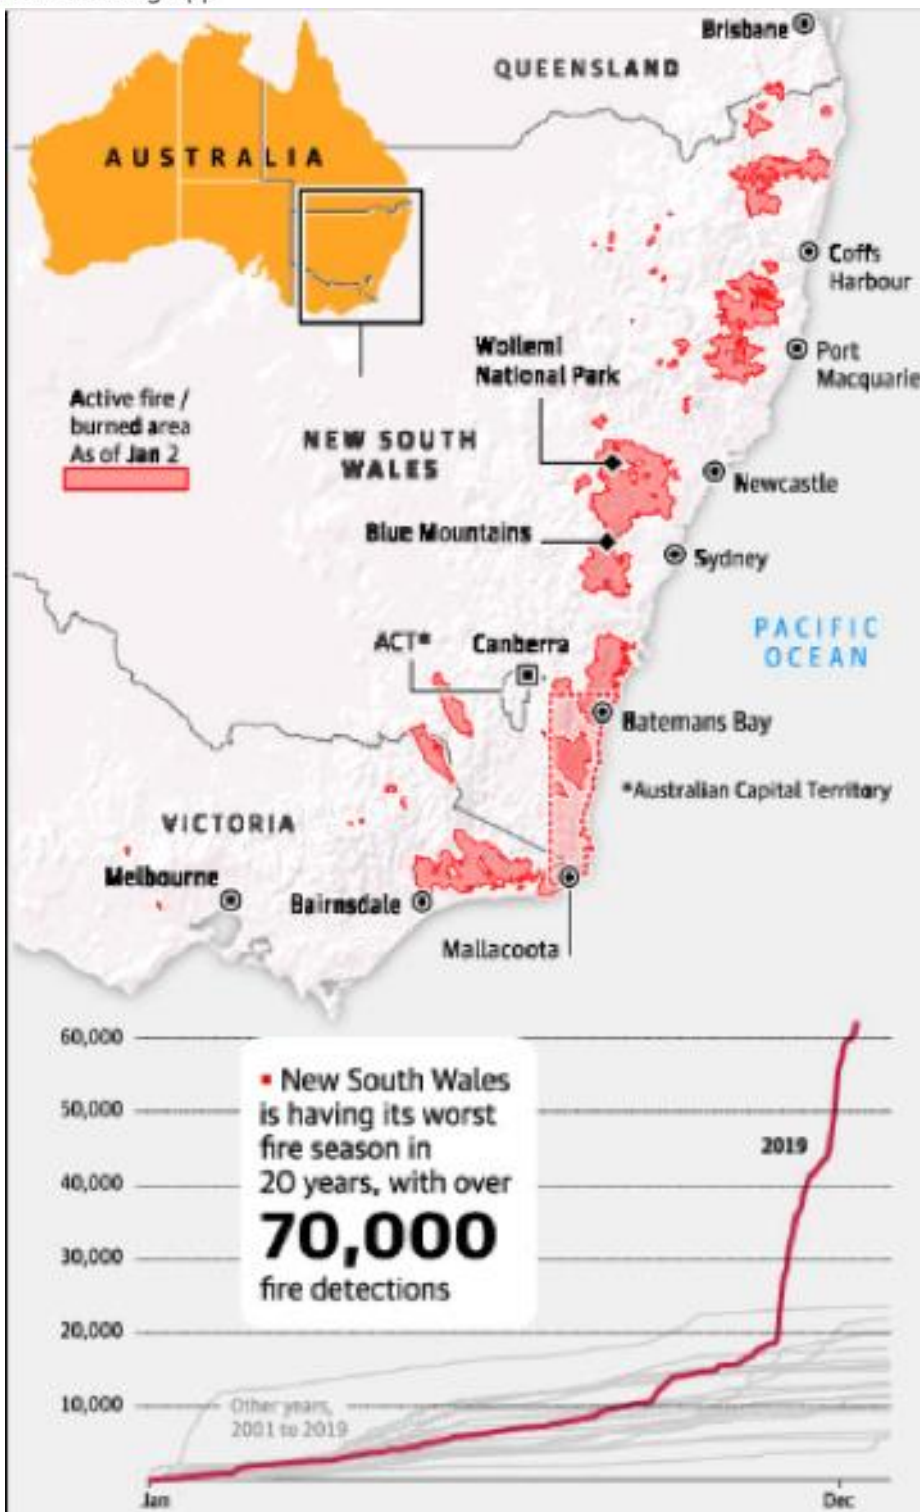 Brisbane
QUEENSLAND
AUSTRALIA
Coffs
Harbour
Wollemi
National Park
Port
Macquarie
Active fire /
burned area
As of Jan 2
NEW SOUTH
WALES
Newcastle
Blue Mountains
Sydney
PACIFIC
OCEAN
ACT*
Canberra
Batemans Bay
*Australian Capital Territory
VICTORIA
Melbourne
Bairnsdale
Mallacoota
60,000
50,000
40,000
30,000
20,000
10,000
New South Wales
is having its worst
fire season in
20 years, with over
70,000
fire detections
2019
Other years,
2001 to 2019
Jan
Dec